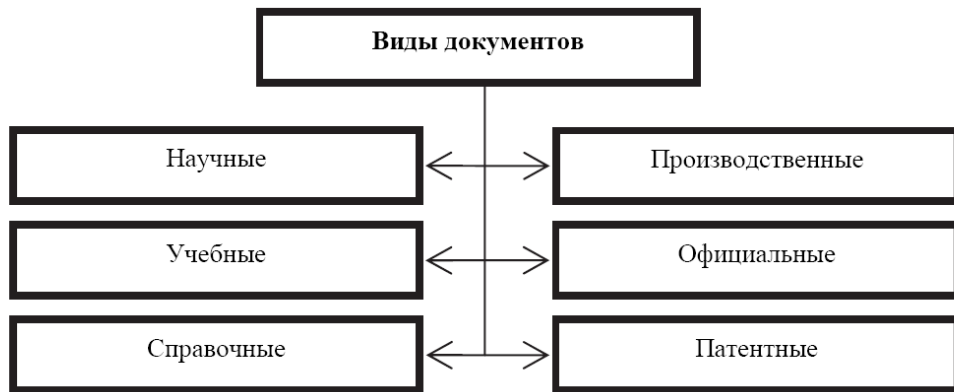 Виды документов
Научные
Производственные
Учебные
Официальные
Справочные
Патентные